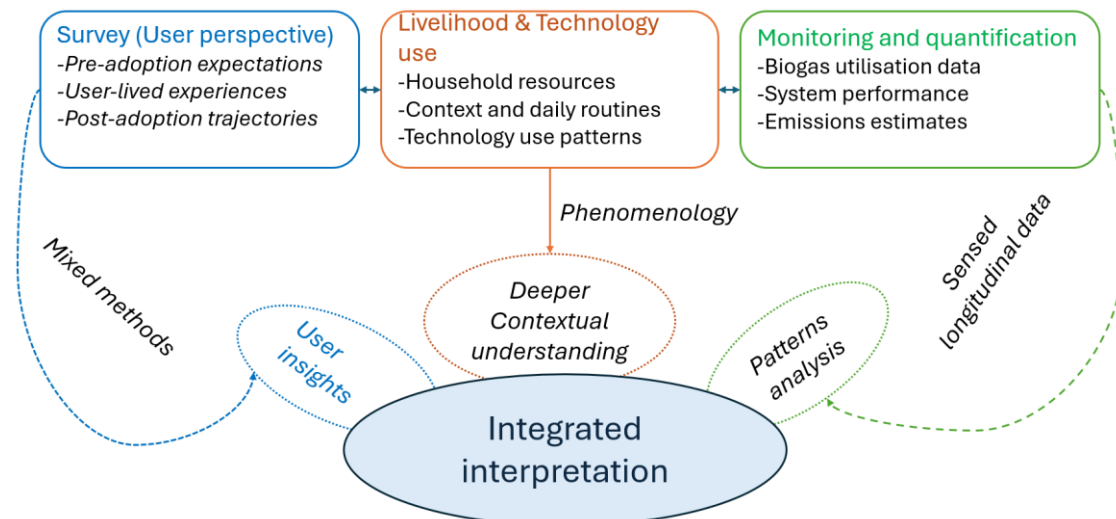 Survey (User perspective)
-Pre-adoption expectations
-User-lived experiences
-Post-adoption trajectories
Livelihood & Technology
use
-Household resources
-Context and daily routines
-Technology use patterns
Monitoring and quantification
-Biogas utilisation data
-System performance
-Emissions estimates
Mixed methods
Phenomenology
Sensed
longitudinal data
User
insights
Deeper
Contextual
understanding
Patterns
analysis
Integrated
interpretation